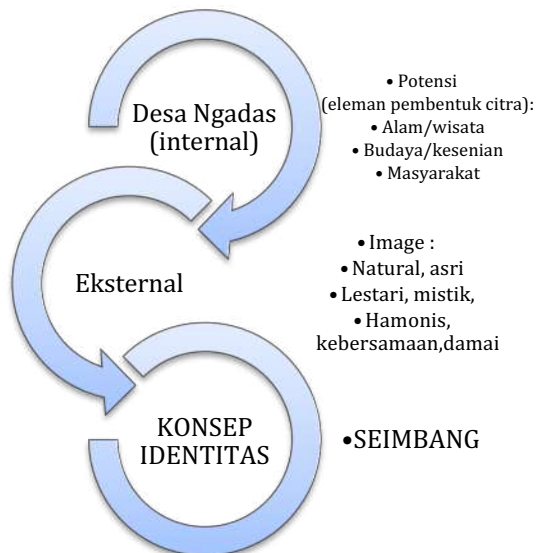 Desa Ngadas
(internal)
• Potensi
(eleman pembentuk citra):
• Alam/wisata
• Budaya/kesenian
• Masyarakat
Eksternal
• Image :
• Natural, asri
• Lestari, mistik,
• Hamonis,
kebersamaan,damai
KONSEP
IDENTITAS
•SEIMBANG